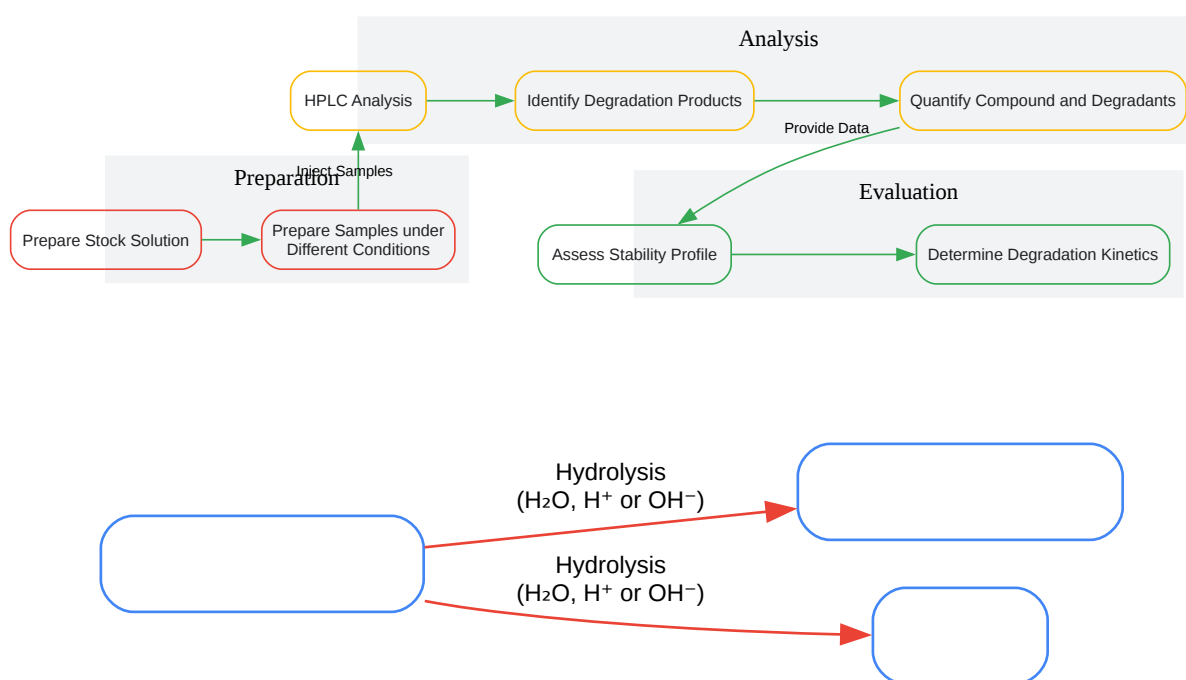 Analysis
HPLC Analysis
Identify Degradation Products
Quantify Compound and Degradants
Provide Data
Inject Samples
Preparation
Prepare Stock Solution
Prepare Samples under
Different Conditions
Evaluation
Assess Stability Profile
Determine Degradation Kinetics
Hydrolysis
(H₂O, H⁺ or OH⁻)
Hydrolysis
(H₂O, H⁺ or OH⁻)